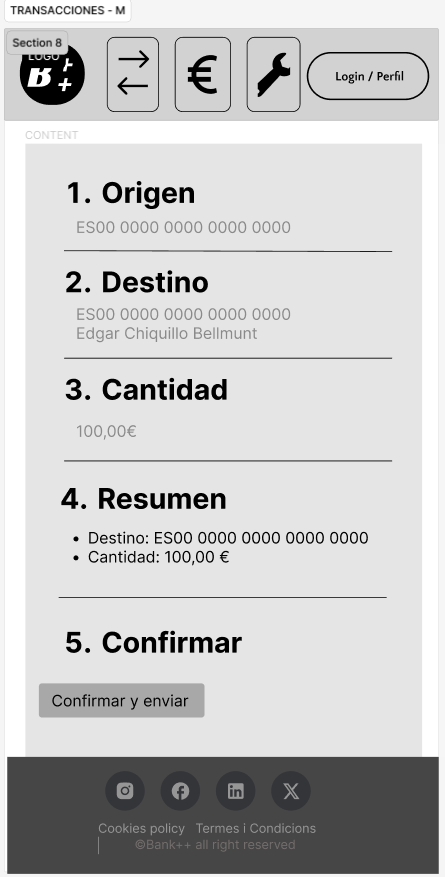 TRANSACCIONES - M
Section 8
LOGO
B++
Login / Perfil
CONTENT
1. Origen
ES00 0000 0000 0000 0000
2. Destino
ES00 0000 0000 0000 0000
Edgar Chiquillo Bellmunt
3. Cantidad
100,00€
4. Resumen
• Destino: ES00 0000 0000 0000 0000
• Cantidad: 100,00 €
5. Confirmar
Confirmar y enviar
Cookies policy Termes i Condicions
©Bank++ all right reserved